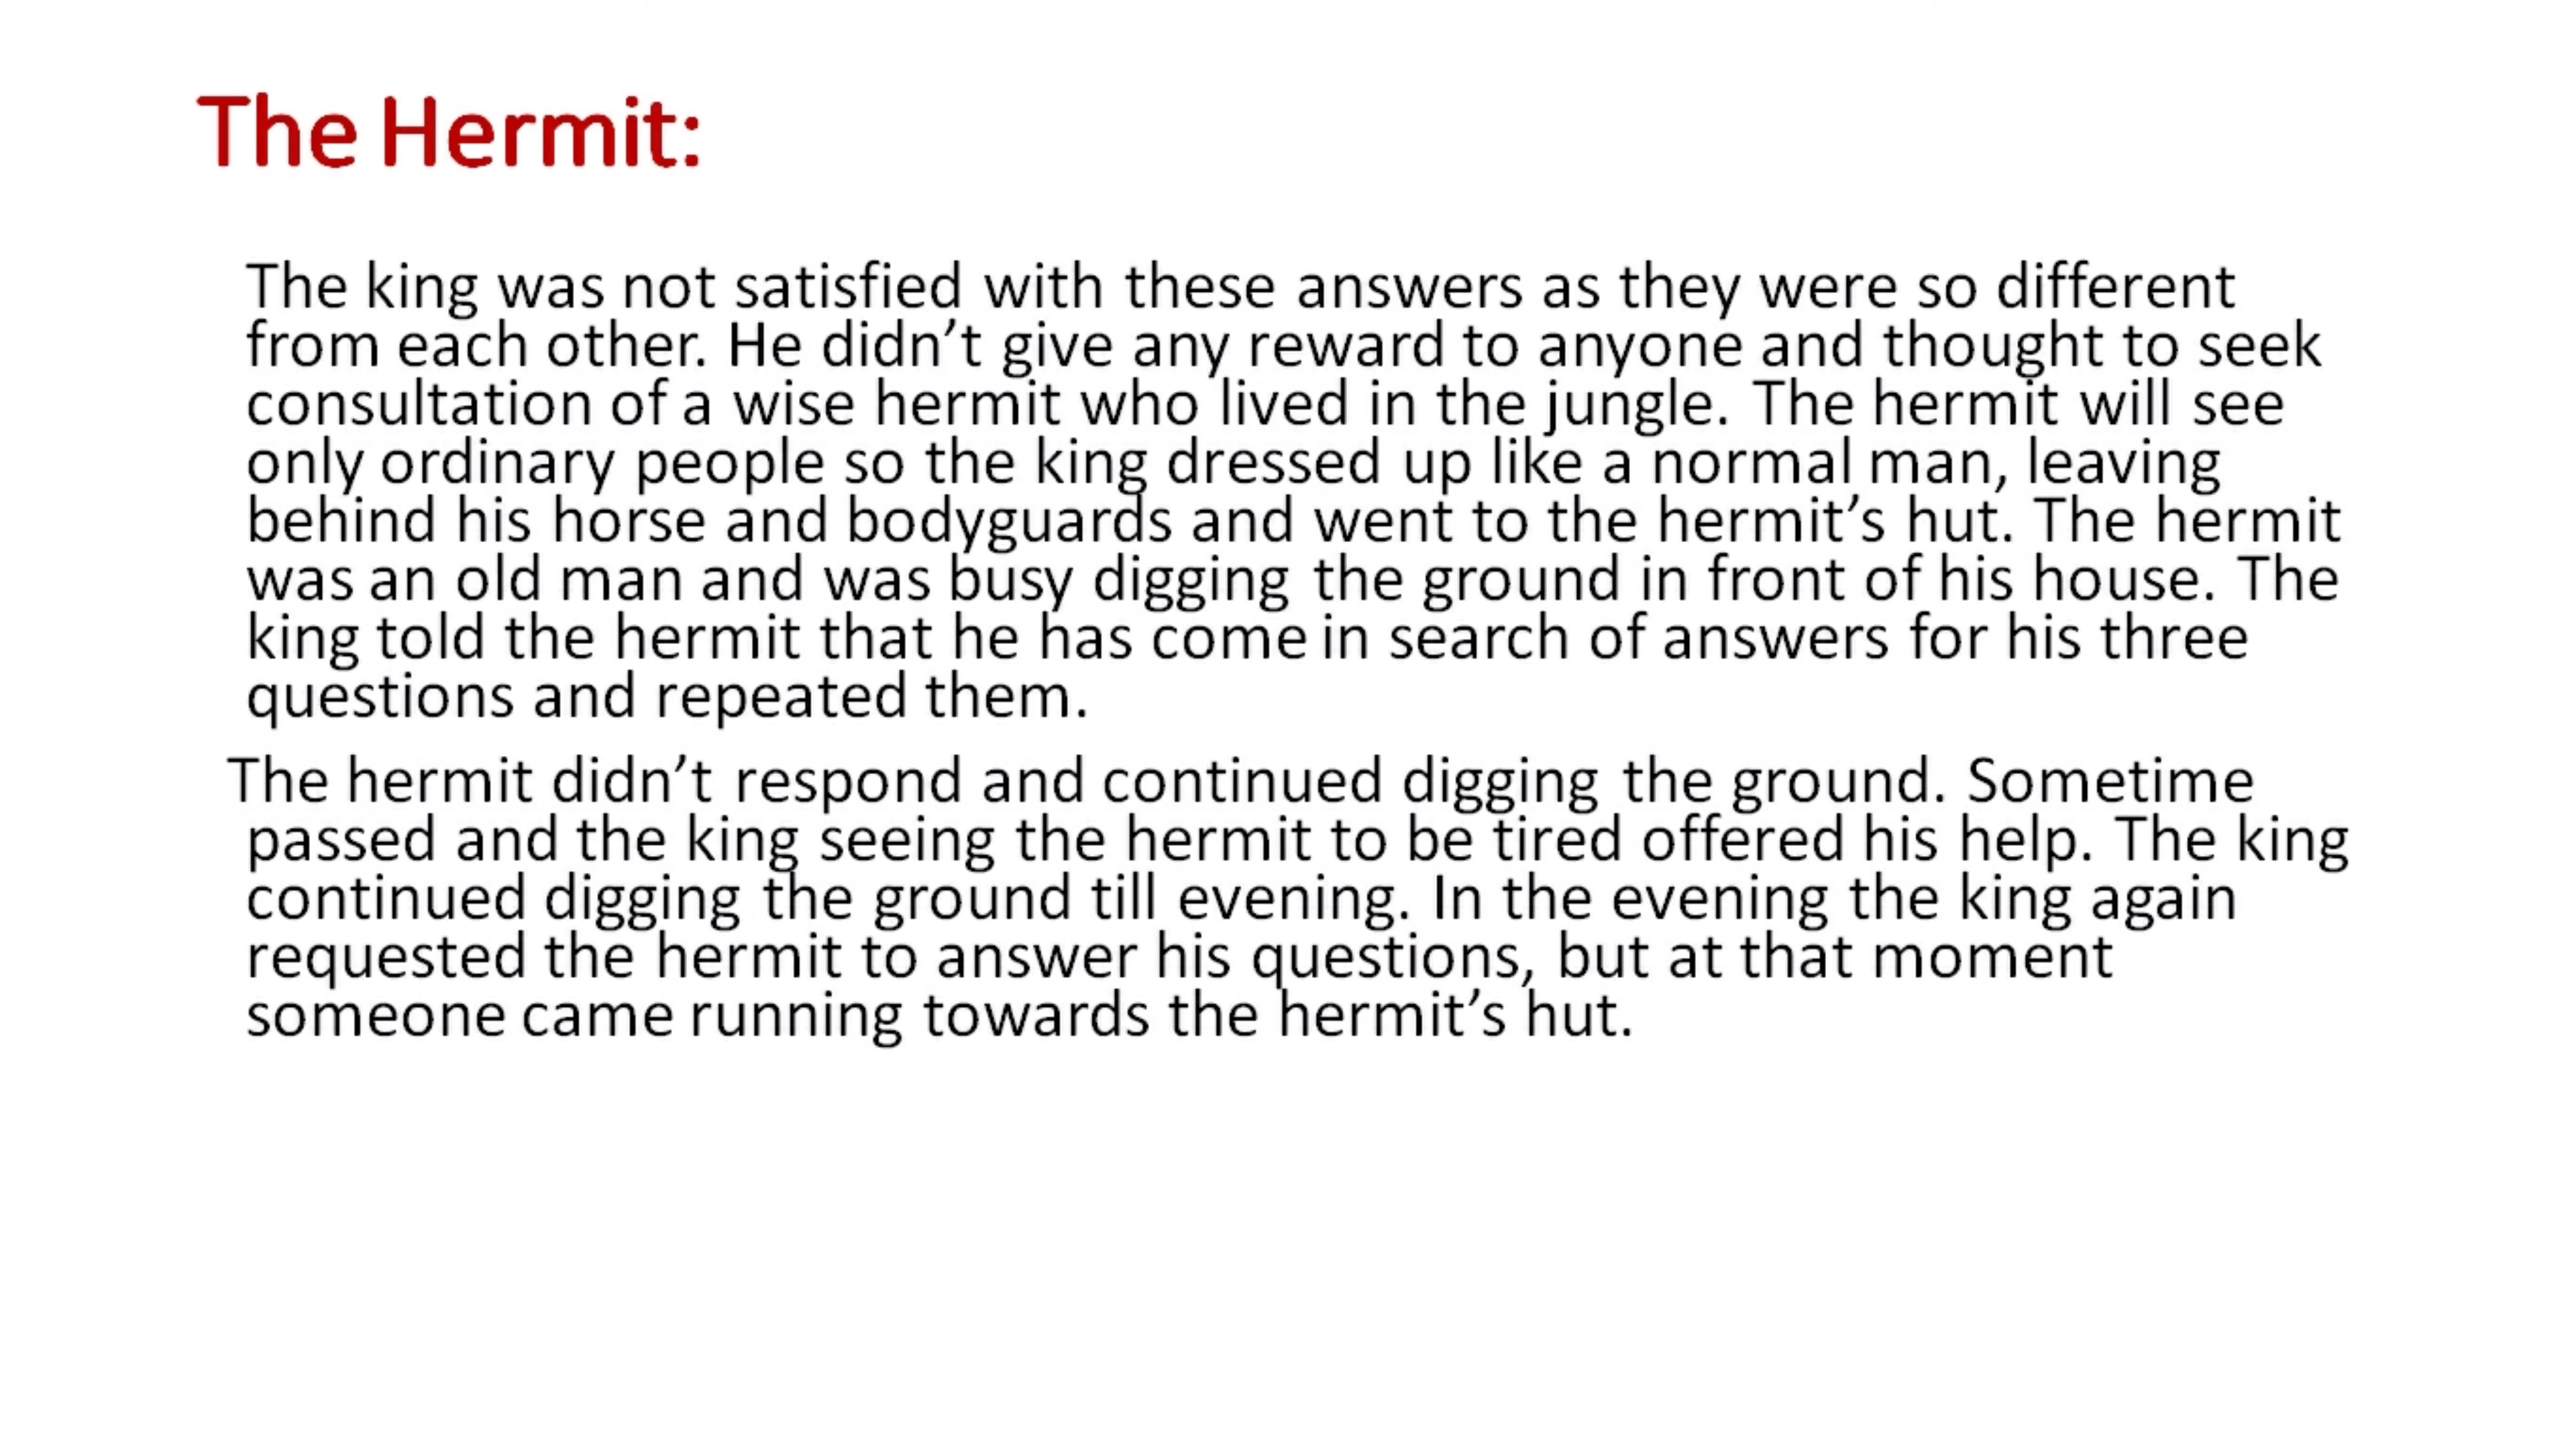 The Hermit:
The king was not satisfied with these answers as they were so different
from each other. He didn’t give any reward to anyone and thought to seek
consultation of a wise hermit who lived in the jungle. The hermit will see
only ordinary people so the king dressed up like a normal man, leaving
behind his horse and bodyguards and went to the hermit’s hut. The hermit
was an old man and was busy digging the ground in front of his house. The
king told the hermit that he has come in search of answers for his three
questions and repeated them.
The hermit didn’t respond and continued digging the ground. Sometime
passed and the king seeing the hermit to be tired offered his help. The king
continued digging the ground till evening. In the evening the king again
requested the hermit to answer his questions, but at that moment
someone came running towards the hermit’s hut.